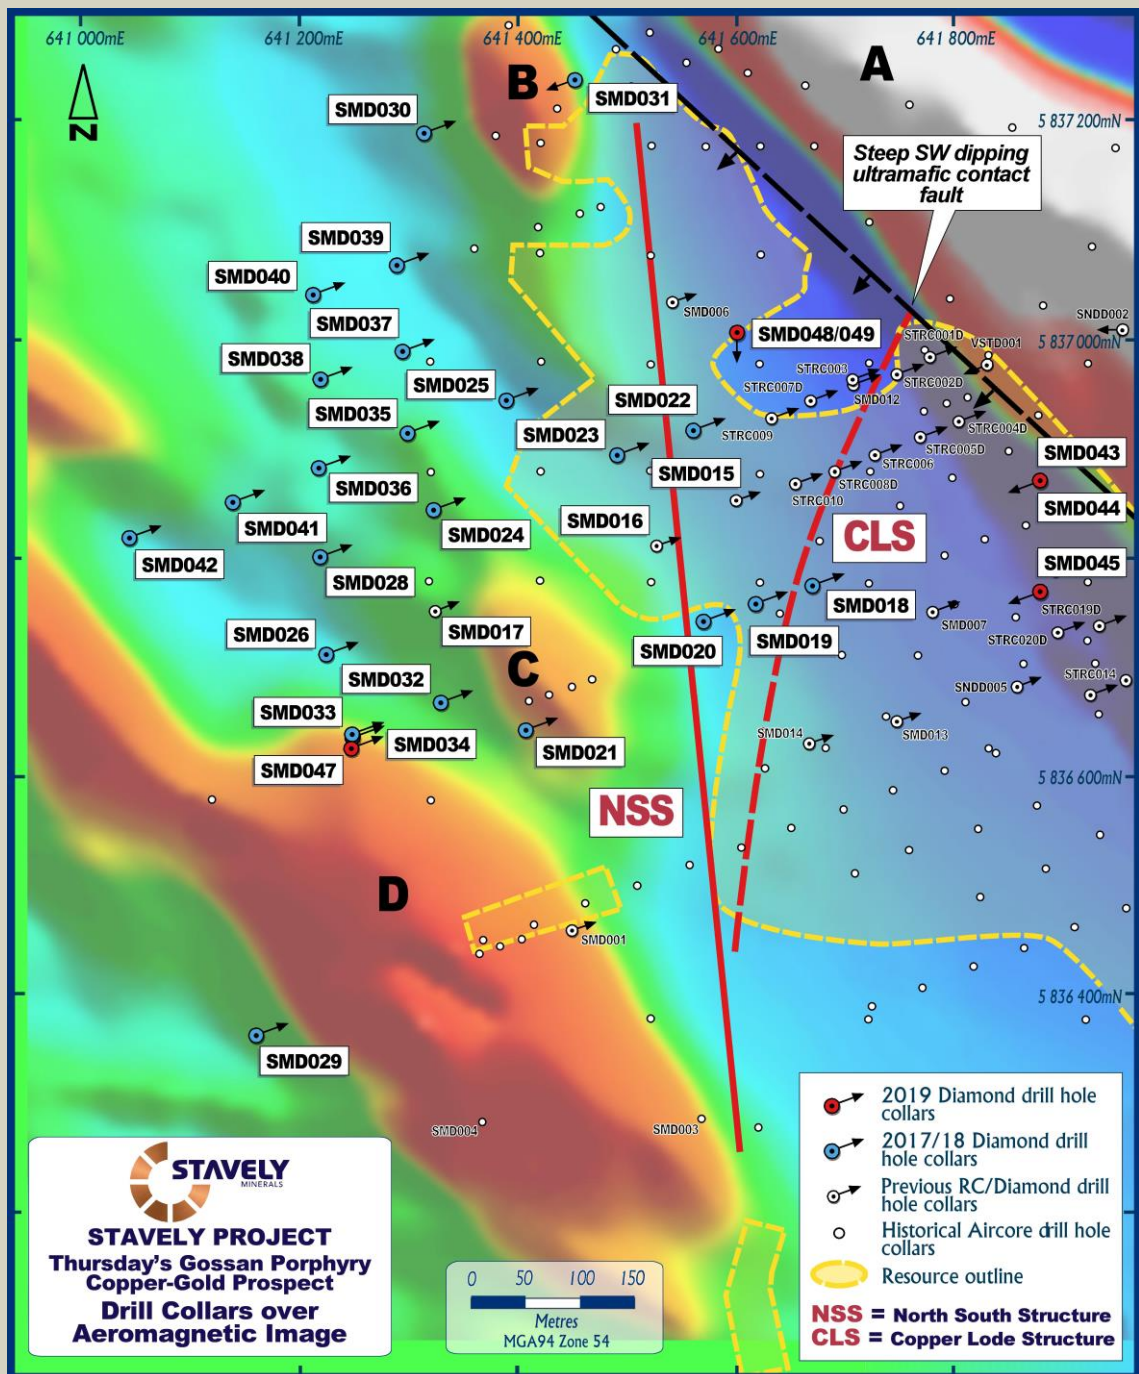 641 000mE
641 200mE
641 400mE
641 600mE
641 800mE
A
B
SMD031
SMD030
5 837 200mN
Steep SW dipping
ultramafic contact
fault
N
SMD039
SMD040
SMD006
SMD048/049
SNDD002
SMD037
STRC001D
VSTD001
5 837 000mN
SMD038
SMD025
STRC003
STRC002D
STRC007D
SMD012
SMD022
SMD035
SMD023
STRC009
STRC004D
STRC005D
SMD043
SMD015
STRC006
SMD036
STRC008D
STRC010
SMD044
SMD041
SMD024
SMD016
CLS
SMD042
SMD028
SMD045
SMD018
SMD017
SMD007
STRC019D
SMD026
SMD019
STRC020D
SMD020
SMD032
C
STRC014
SNDD005
SMD033
SMD034
SMD021
SMD014
SMD013
SMD047
5 836 600mN
NSS
D
SMD001
5 836 400mN
SMD029
SMD004
SMD003
STAVELY
MINERALS
STAVELY PROJECT
Thursday's Gossan Porphyry
Copper-Gold Prospect
Drill Collars over
Aeromagnetic Image
0 50 100 150
Metres
MGA94 Zone 54
2019 Diamond drill hole
collars
2017/18 Diamond drill
hole collars
Previous RC/Diamond drill
hole collars
Historical Aircore drill hole
collars
Resource outline
NSS = North South Structure
CLS = Copper Lode Structure